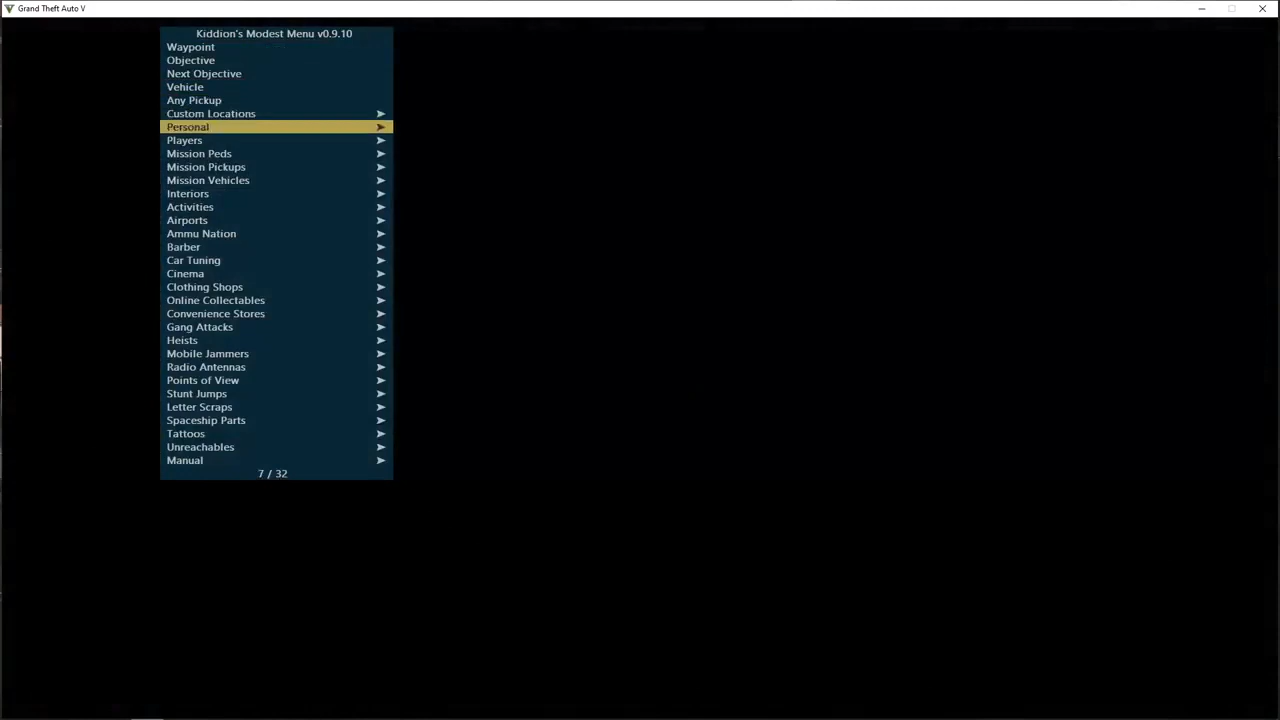 Grand Theft Auto V
Kiddion's Modest Menu v0.9.10
Waypoint
Objective
Next Objective
Vehicle
Any Pickup
Custom Locations
Personal
Players
Mission Peds
Mission Pickups
Mission Vehicles
Interiors
Activities
Airports
Ammu Nation
Barber
Car Tuning
Cinema
Clothing Shops
Online Collectables
Convenience Stores
Gang Attacks
Heists
Mobile Jammers
Radio Antennas
Points of View
Stunt Jumps
Letter Scraps
Spaceship Parts
Tattoos
Unreachables
Manual
7 / 32